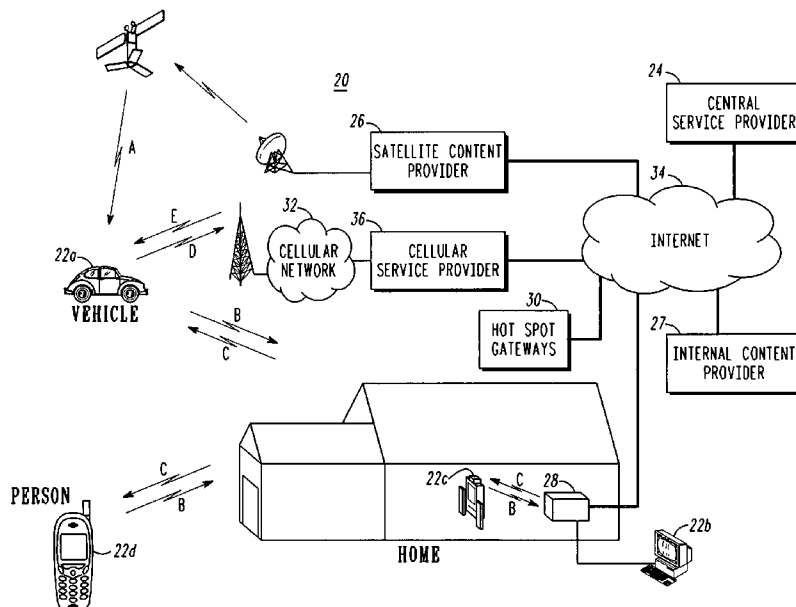 20
24
CENTRAL
SERVICE PROVIDER
26
SATELLITE CONTENT
PROVIDER
A
34
INTERNET
E
D
32
CELLULAR
NETWORK
36
CELLULAR
SERVICE PROVIDER
22a
VEHICLE
B
C
30
HOT SPOT
GATEWAYS
27
INTERNAL CONTENT
PROVIDER
C
B
PERSON
22d
22c
C
B
28
HOME
22b